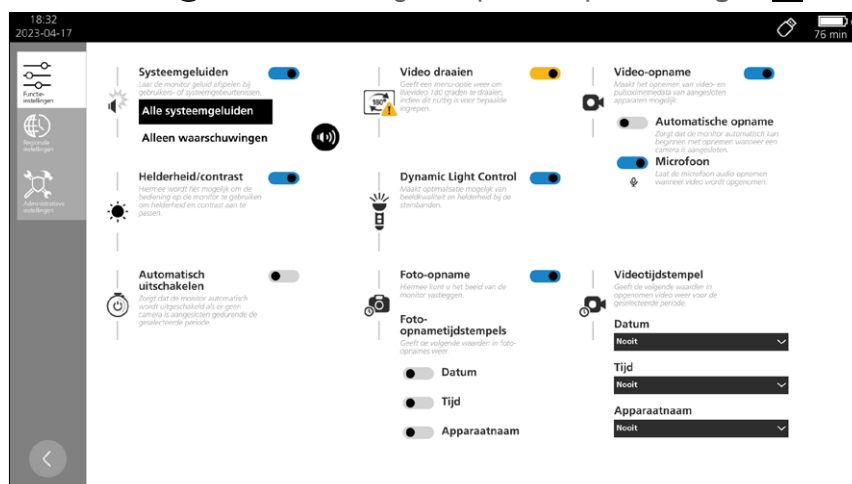 18:32
2023-04-17
76 min
Functie-
instellingen
Regionale
instellingen
Administratieve
instellingen
Systeemgeluiden
Laat de monitor geluid afspelen bij
gebruikers- of systeemgebeurtenissen.
Alle systeemgeluiden
Alleen waarschuwingen
Helderheid/contrast
Hiermee wordt het mogelijk om de
bediening op de monitor te gebruiken
om helderheid en contrast aan te
passen.
Automatisch
uitschakelen
Zorgt dat de monitor automatisch
wordt uitgeschakeld als er geen
camera is aangesloten gedurende de
geselecteerde periode.
Video draaien
Geeft een menu-optie weer om
livevideo 180 graden te draaien,
indien dit nuttig is voor bepaalde
ingrepen.
180°
Dynamic Light Control
Maakt optimalisatie mogelijk van
beeldkwaliteit en helderheid bij de
stembanden.
Foto-opname
Hiermee kunt u het beeld van de
monitor vastleggen.
Foto-
opnametijdstempels
Geeft de volgende waarden in foto-
opnames weer
Datum
Tijd
Apparaatnaam
Video-opname
Maakt het opnemen van video- en
pulsoximetriedata van aangesloten
apparaten mogelijk.
Automatische opname
Zorgt dat de monitor automatisch kan
beginnen met opnemen wanneer een
camera is aangesloten.
Microfoon
Laat de microfoon audio opnemen
wanneer video wordt opgenomen.
Videotijdstempel
Geeft de volgende waarden in
opgenomen video weer voor de
geselecteerde periode
Datum
Nooit
Tijd
Nooit
Apparaatnaam
Nooit